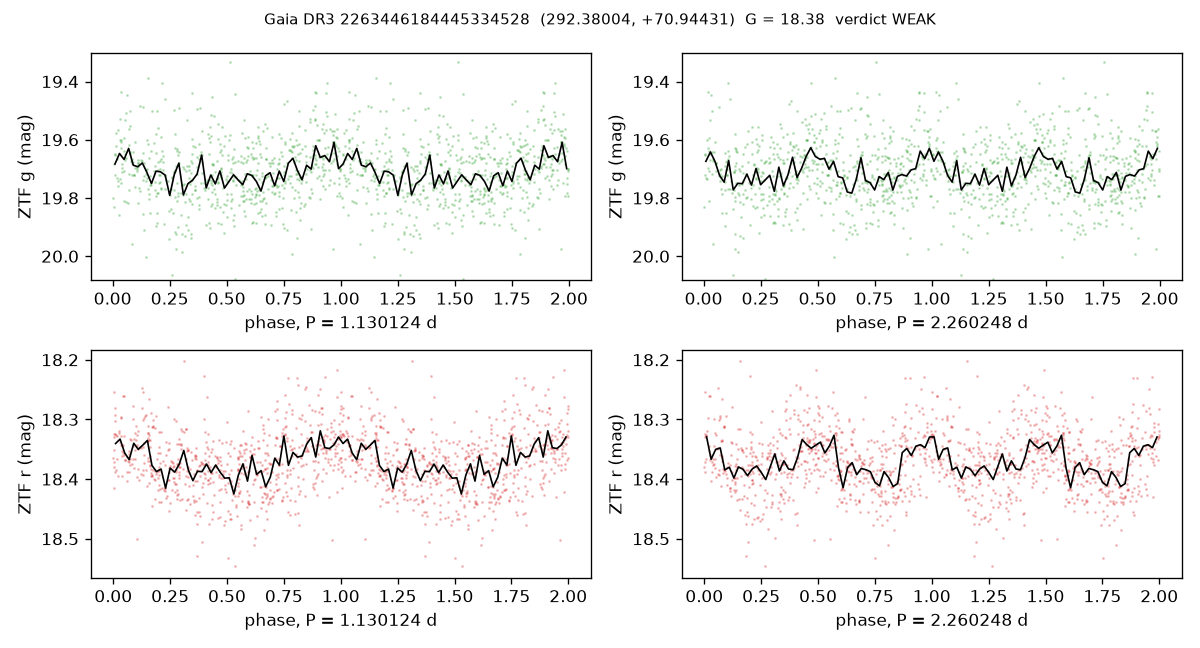 Gaia DR3 2263446184445334528 (292.38004, +70.94431) G = 18.38 verdict WEAK
ZTF g (mag)
19.4
19.6
19.8
20.0
0.00 0.25 0.50 0.75 1.00 1.25 1.50 1.75 2.00
phase, P = 1.130124 d
ZTF g (mag)
19.4
19.6
19.8
20.0
0.00 0.25 0.50 0.75 1.00 1.25 1.50 1.75 2.00
phase, P = 2.260248 d
ZTF r (mag)
18.2
18.3
18.4
18.5
0.00 0.25 0.50 0.75 1.00 1.25 1.50 1.75 2.00
phase, P = 1.130124 d
ZTF r (mag)
18.2
18.3
18.4
18.5
0.00 0.25 0.50 0.75 1.00 1.25 1.50 1.75 2.00
phase, P = 2.260248 d